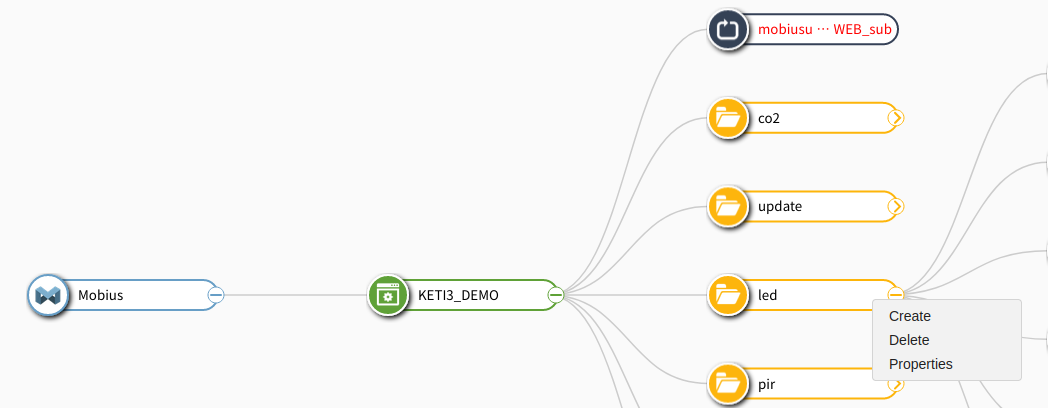 mobiusu ··· WEB_sub
co2
update
Mobius
KETI3_DEMO
led
Create
Delete
Properties
pir